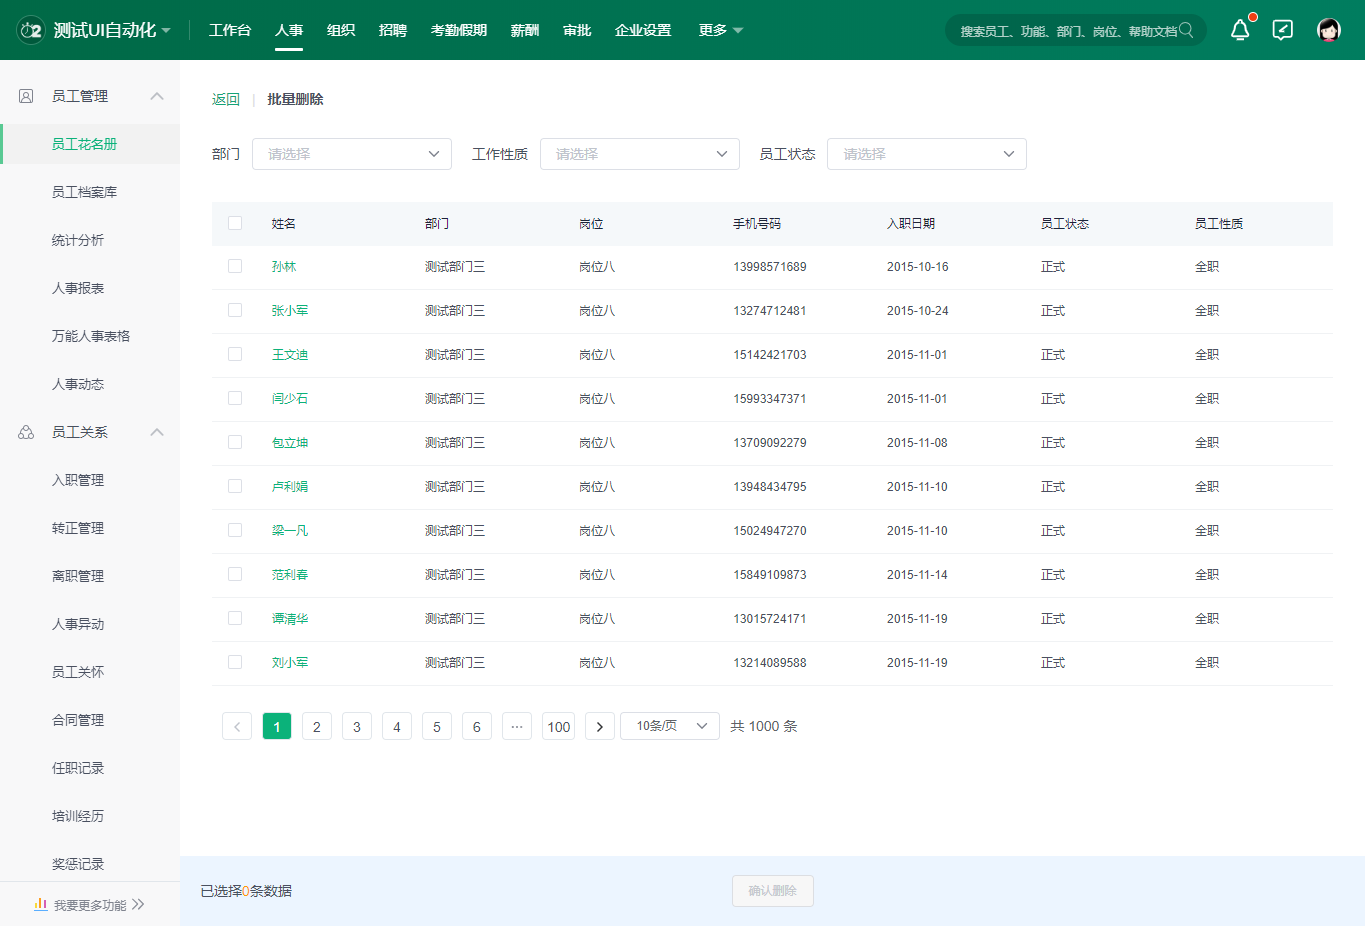 测试UI自动化 工作台 人事 组织 招聘 考勤假期 薪酬 审批 企业设置 更多 搜索员工、功能、部门、岗位、帮助文档
员工管理
员工花名册
员工档案库
统计分析
人事报表
万能人事表格
人事动态
员工关系
入职管理
转正管理
离职管理
人事异动
员工关怀
合同管理
任职记录
培训经历
奖惩记录
我要更多功能
返回 | 批量删除
部门 请选择 工作性质 请选择 员工状态 请选择
姓名 部门 岗位 手机号码 入职日期 员工状态 员工性质
孙林 测试部门三 岗位八 13998571689 2015-10-16 正式 全职
张小军 测试部门三 岗位八 13274712481 2015-10-24 正式 全职
王文迪 测试部门三 岗位八 15142421703 2015-11-01 正式 全职
闻少石 测试部门三 岗位八 15993347371 2015-11-01 正式 全职
包立坤 测试部门三 岗位八 13709092279 2015-11-08 正式 全职
卢利娟 测试部门三 岗位八 13948434795 2015-11-10 正式 全职
梁一凡 测试部门三 岗位八 15024947270 2015-11-10 正式 全职
范利春 测试部门三 岗位八 15849109873 2015-11-14 正式 全职
谭清华 测试部门三 岗位八 13015724171 2015-11-19 正式 全职
刘小军 测试部门三 岗位八 13214089588 2015-11-19 正式 全职
1 2 3 4 5 6 ··· 100 10条/页 共 1000 条
已选择0条数据 确认删除